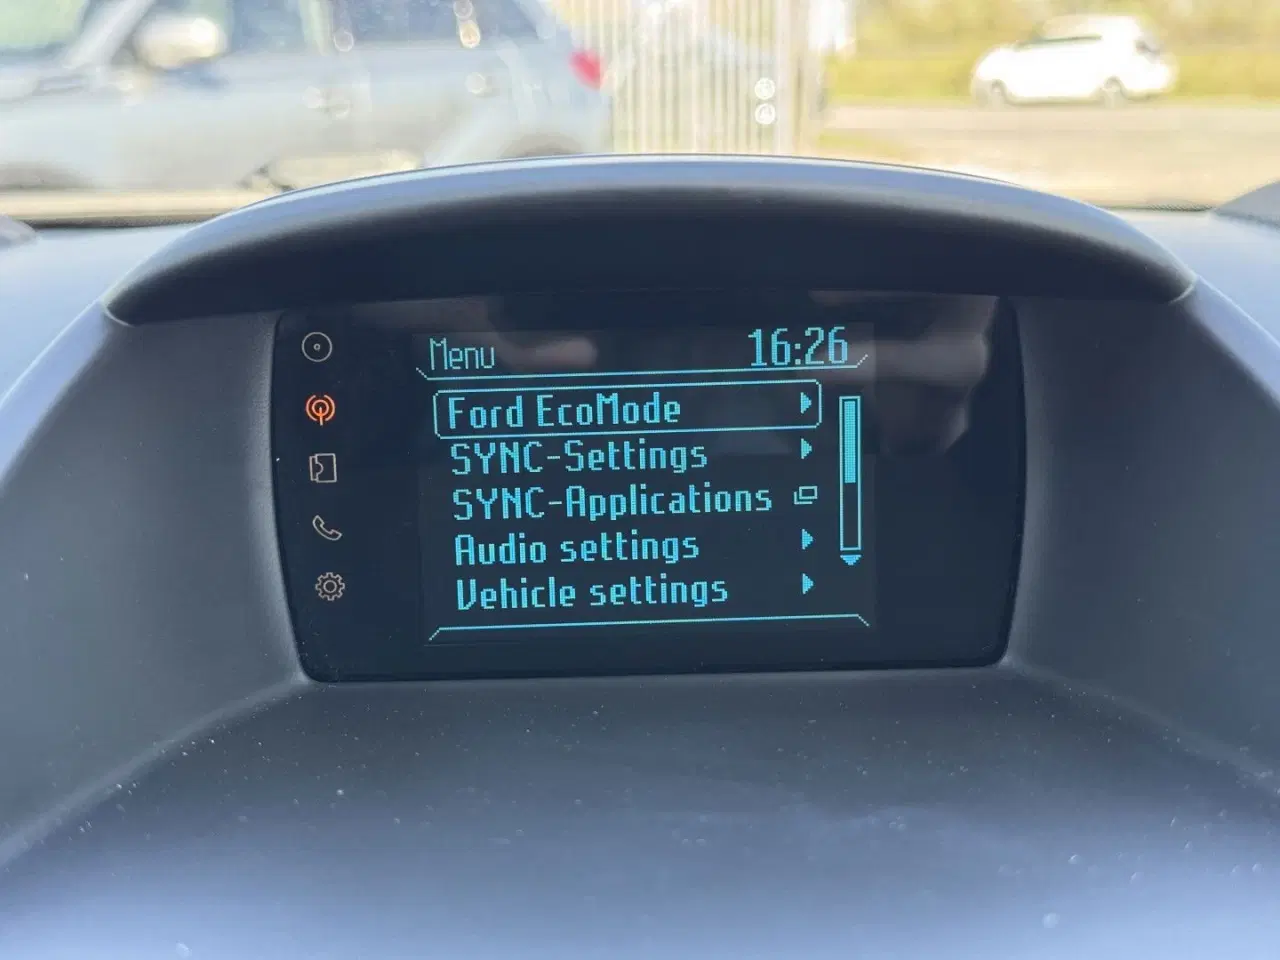 Menu 16:26
Ford EcoMode
SYNC-Settings
SYNC-Applications
Audio settings
Vehicle settings